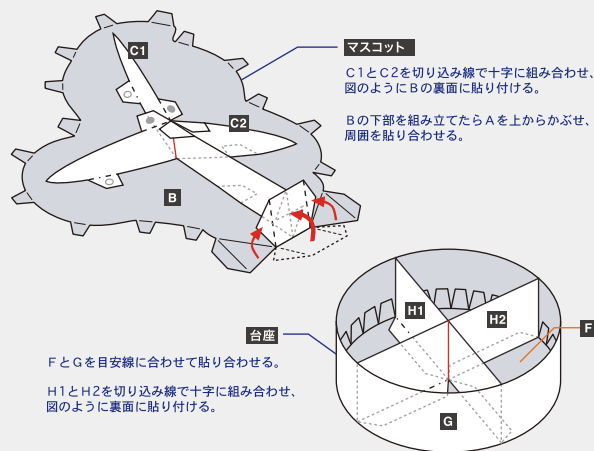 マスコット
C1とC2を切り込み線で十字に組み合わせ、
図のようにBの裏面に貼り付ける。
Bの下部を組み立てたらAを上からかぶせ、
周囲を貼り合わせる。
C1
C2
B
台座
FとGを目安線に合わせて貼り合わせる。
H1とH2を切り込み線で十字に組み合わせ、
図のように裏面に貼り付ける。
H1
H2
F
G